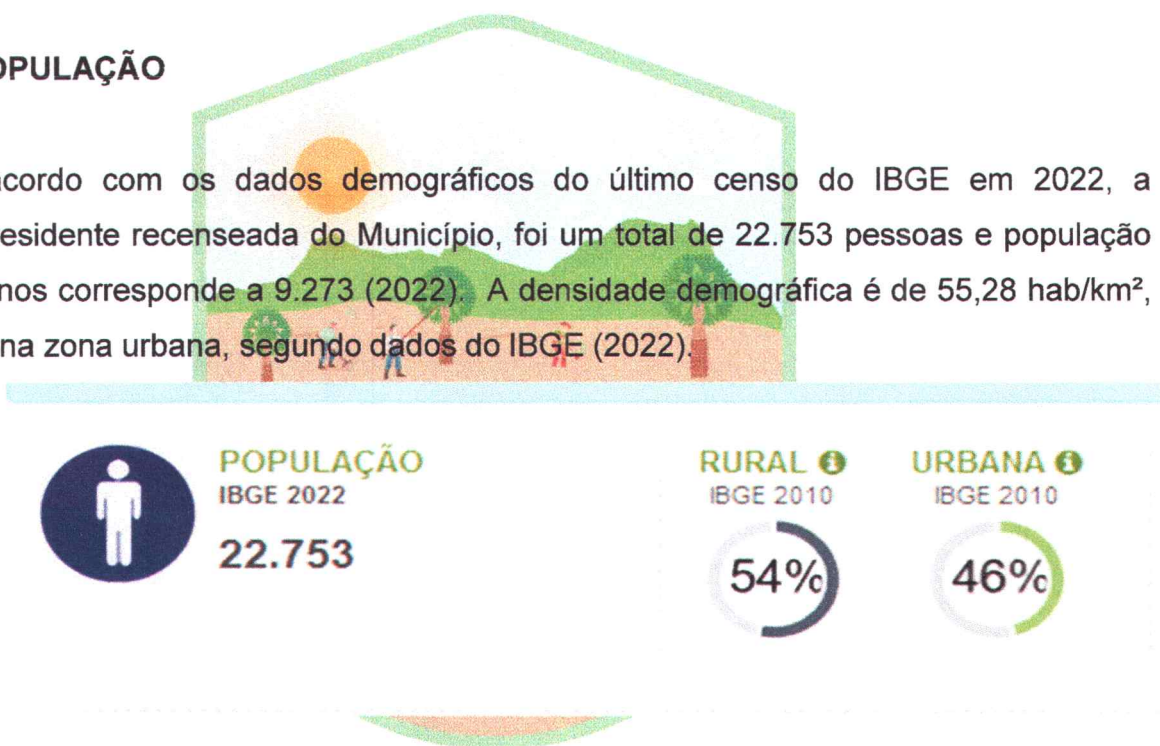 OPULAÇÃO
acordo com os dados demográficos do último censo do IBGE em 2022, a
residente recenseada do Município, foi um total de 22.753 pessoas e população
nos corresponde a 9.273 (2022). A densidade demográfica é de 55,28 hab/km²,
na zona urbana, segundo dados do IBGE (2022).
POPULAÇÃO
IBGE 2022
22.753
RURAL
IBGE 2010
54%
URBANA
IBGE 2010
46%